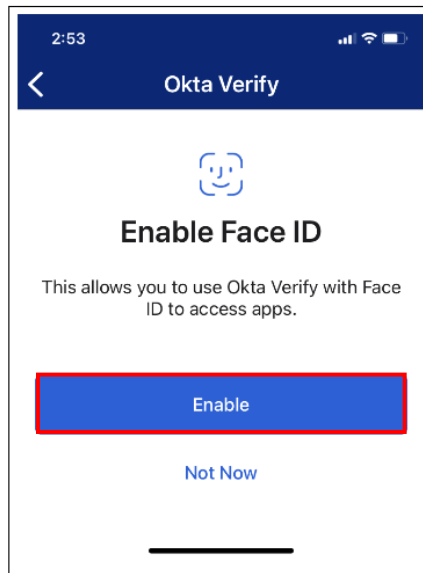 2:53
Okta Verify
Enable Face ID
This allows you to use Okta Verify with Face
ID to access apps.
Enable
Not Now